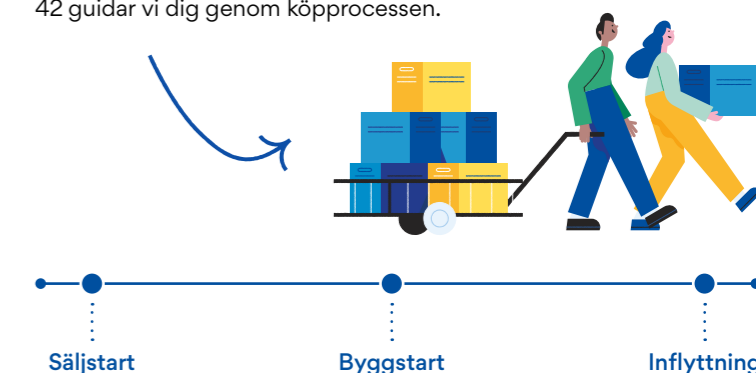 42 guidar vi dig genom köpprocessen.
Säljstart
Byggstart
Inflyttning